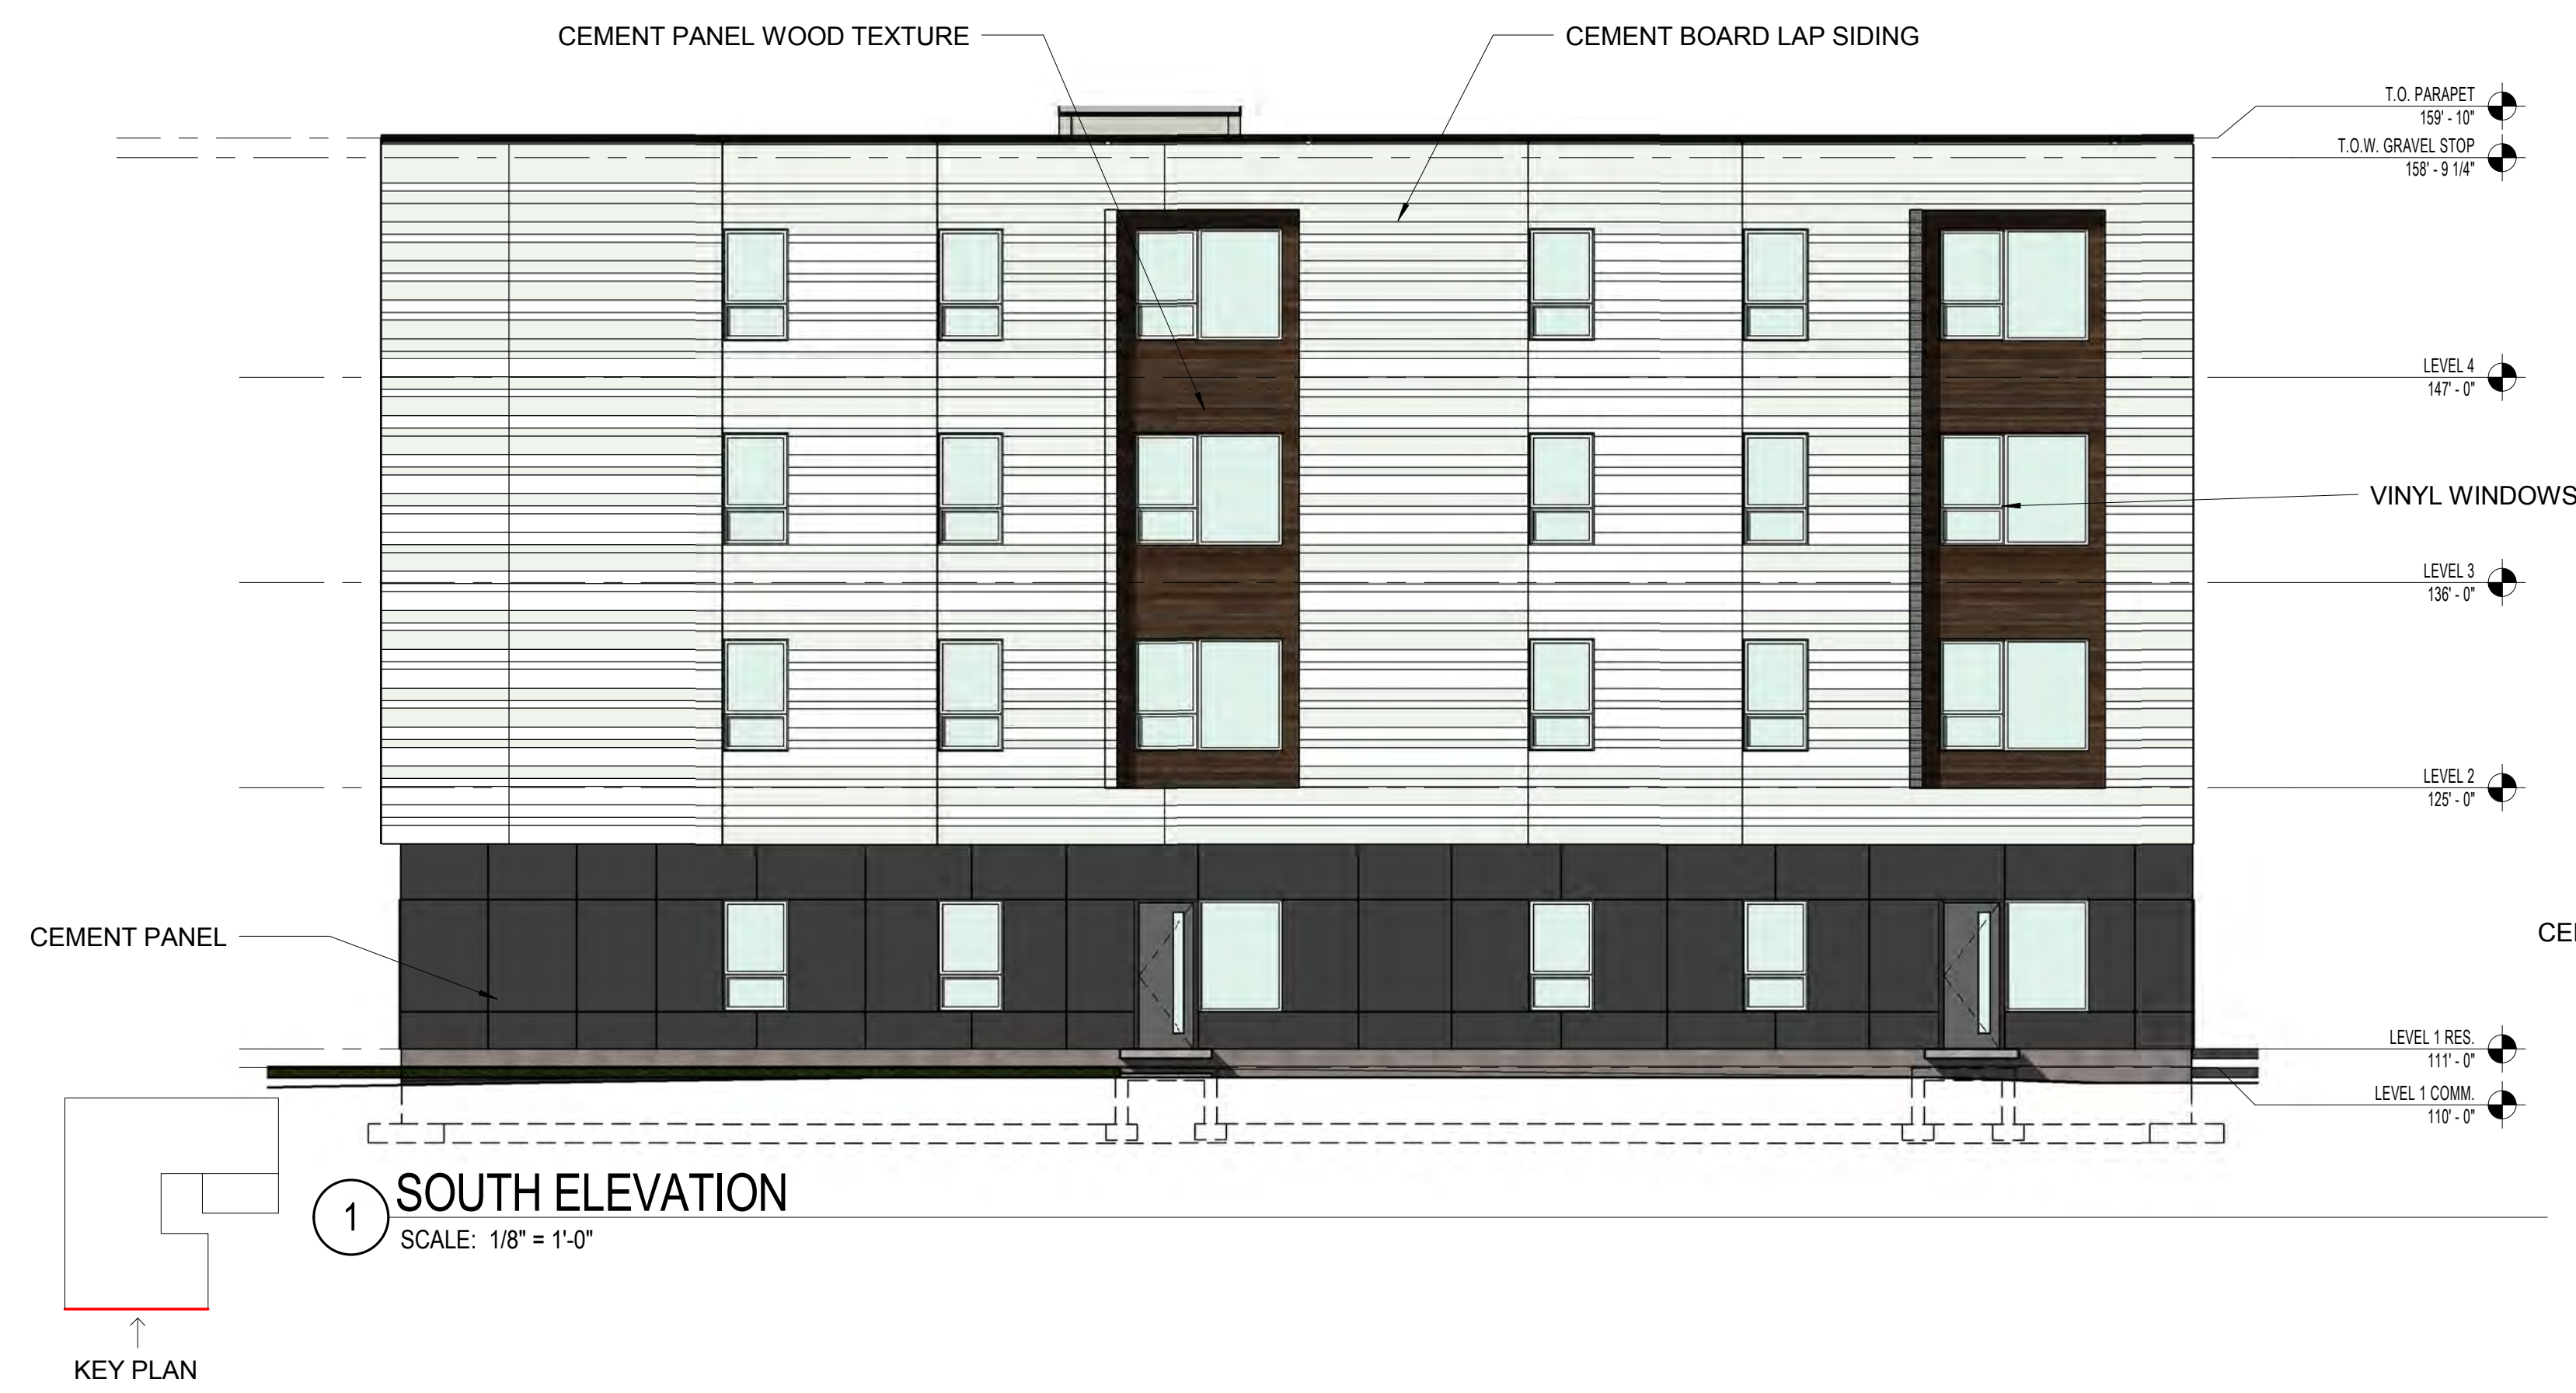 CEMENT PANEL WOOD TEXTURE
CEMENT BOARD LAP SIDING
T.O. PARAPET
159' - 10"
T.O.W. GRAVEL STOP
158' - 9 1/4"
LEVEL 4
147' - 0"
VINYL WINDOWS
LEVEL 3
136' - 0"
LEVEL 2
125' - 0"
CEMENT PANEL
LEVEL 1 RES.
111' - 0"
LEVEL 1 COMM.
110' - 0"
1
SOUTH ELEVATION
SCALE: 1/8" = 1'-0"
KEY PLAN